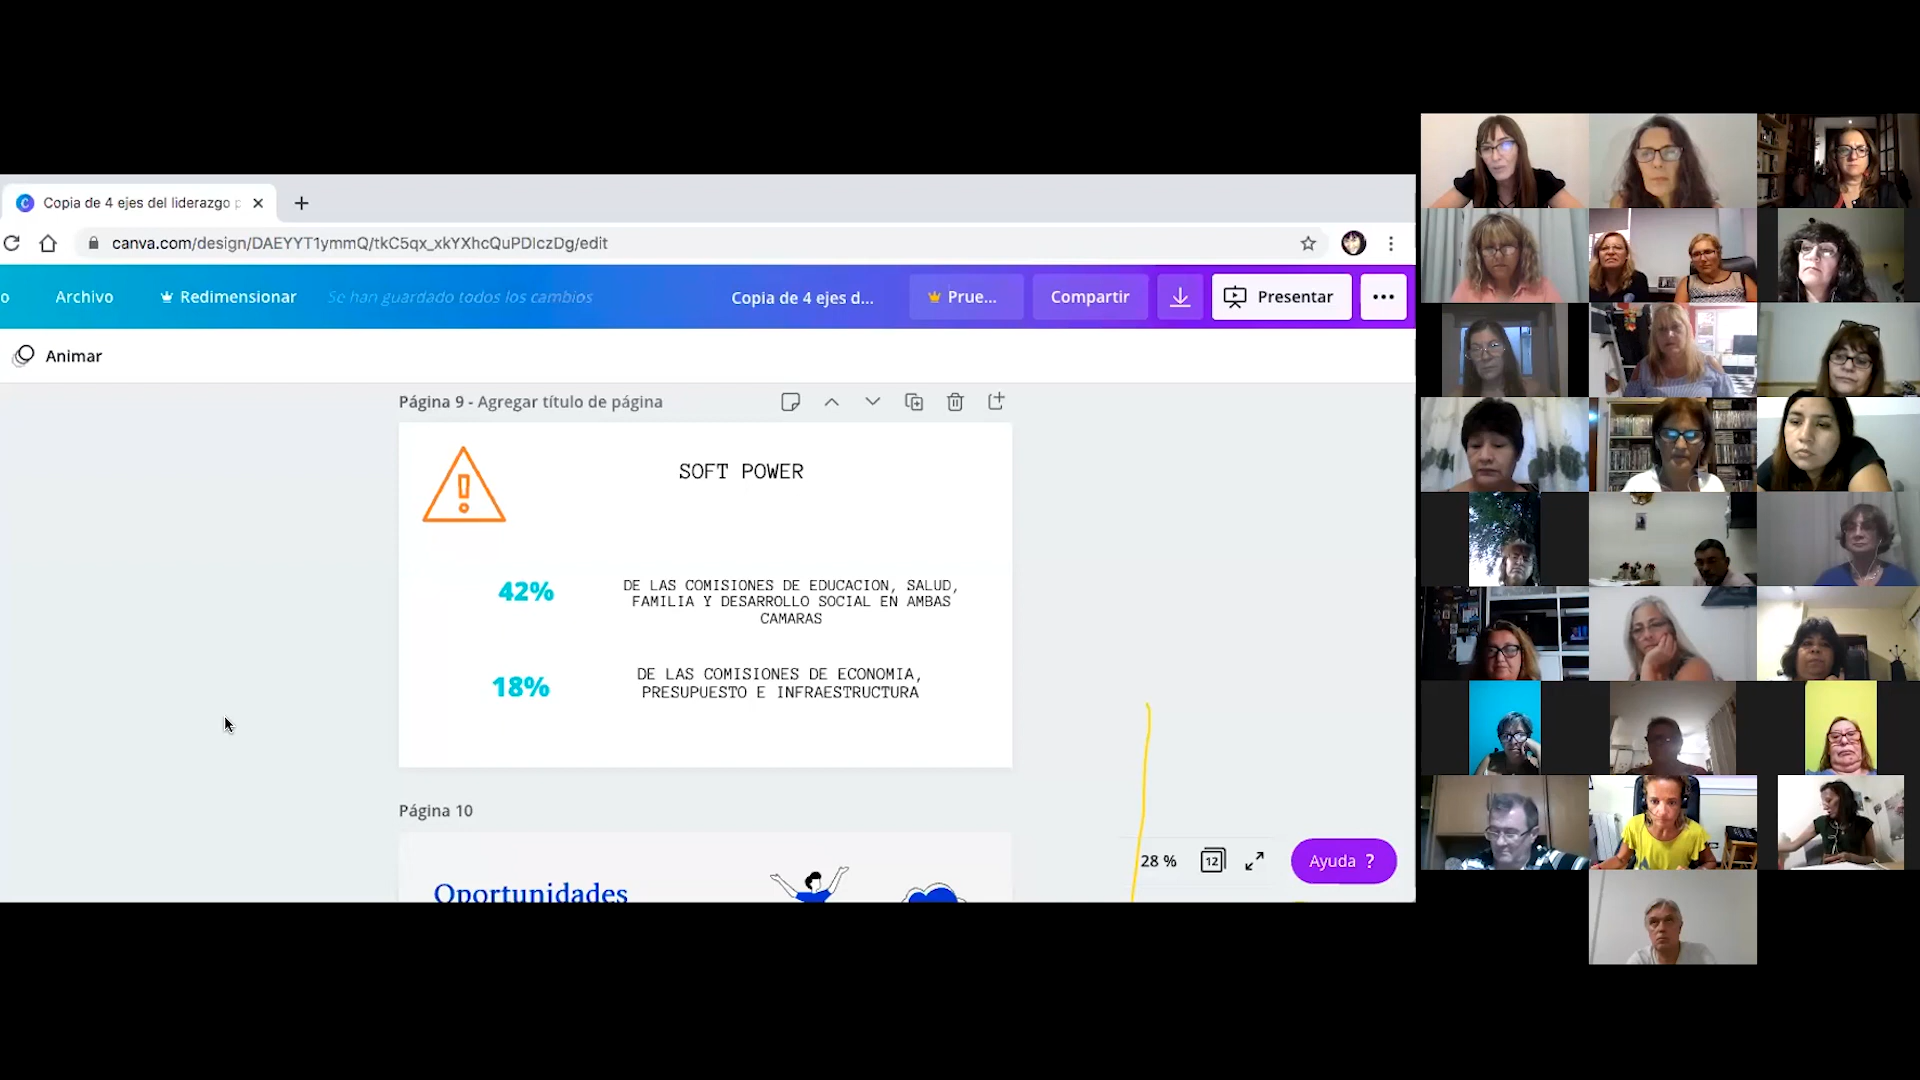 Copia de 4 ejes del liderazgo p
canva.com/design/DAEYYT1ymmQ/tkC5qx_xkYXhcQuPDIczDg/edit
o Archivo Redimensionar Se han guardado todos los cambios Copia de 4 ejes d... Prue... Compartir Presentar
Animar
Página 9 - Agregar título de página
SOFT POWER
42%
DE LAS COMISIONES DE EDUCACION, SALUD,
FAMILIA Y DESARROLLO SOCIAL EN AMBAS
CAMARAS
18%
DE LAS COMISIONES DE ECONOMIA,
PRESUPUESTO E INFRAESTRUCTURA
Página 10
28 % 12 Ayuda ?
Oportunidades